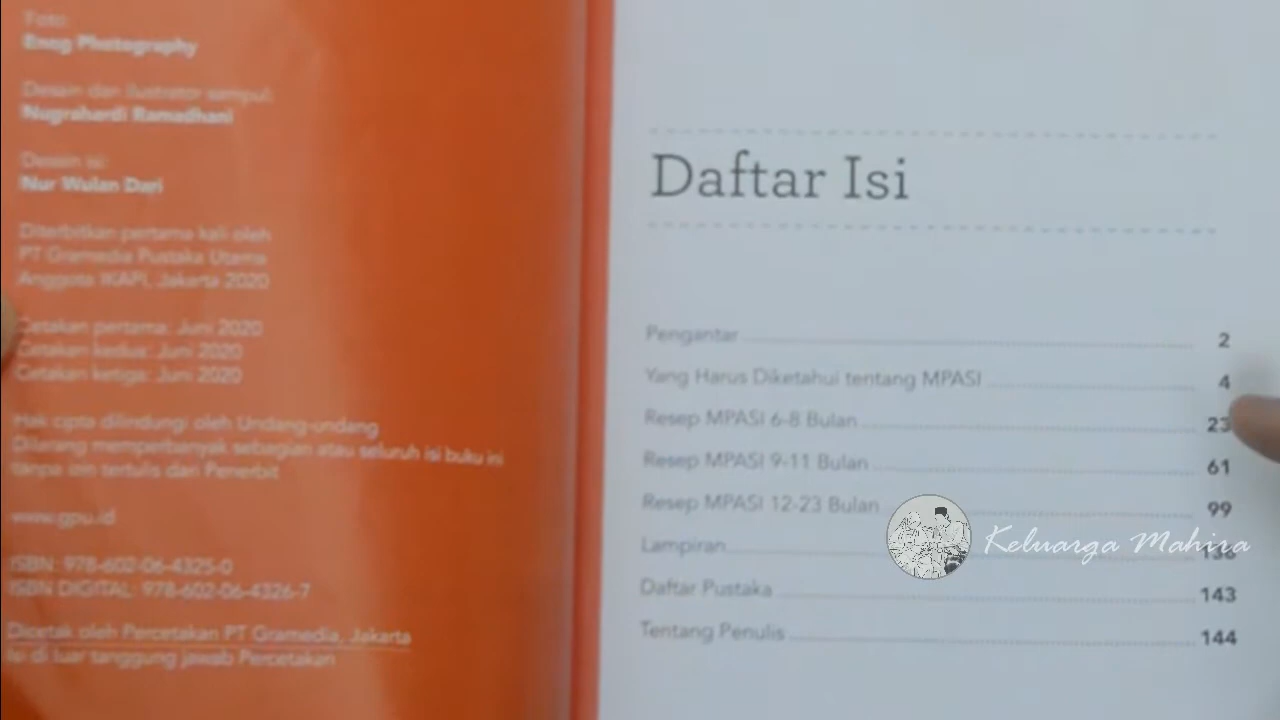 Foto:
Enog Photography
Desain dan ilustrator sampul:
Nugrahardi Ramadhani
Desain isi:
Nur Wulan Dari
Diterbitkan pertama kali oleh
PT Gramedia Pustaka Utama
Anggota IKAPI, Jakarta 2020
Cetakan pertama: Juni 2020
Cetakan kedua: Juni 2020
Cetakan ketiga: Juni 2020
Hak cipta dilindungi oleh Undang-undang
Dilarang memperbanyak sebagian atau seluruh isi buku ini
tanpa izin tertulis dari Penerbit
www.gpu.id
ISBN: 978-602-06-4325-0
ISBN DIGITAL: 978-602-06-4326-7
Dicetak oleh Percetakan PT Gramedia, Jakarta
Isi di luar tanggung jawab Percetakan
Daftar Isi
Pengantar 2
Yang Harus Diketahui tentang MPASI 4
Resep MPASI 6-8 Bulan 23
Resep MPASI 9-11 Bulan 61
Resep MPASI 12-23 Bulan 99
Lampiran
Keluarga Mahira
Daftar Pustaka 143
Tentang Penulis 144